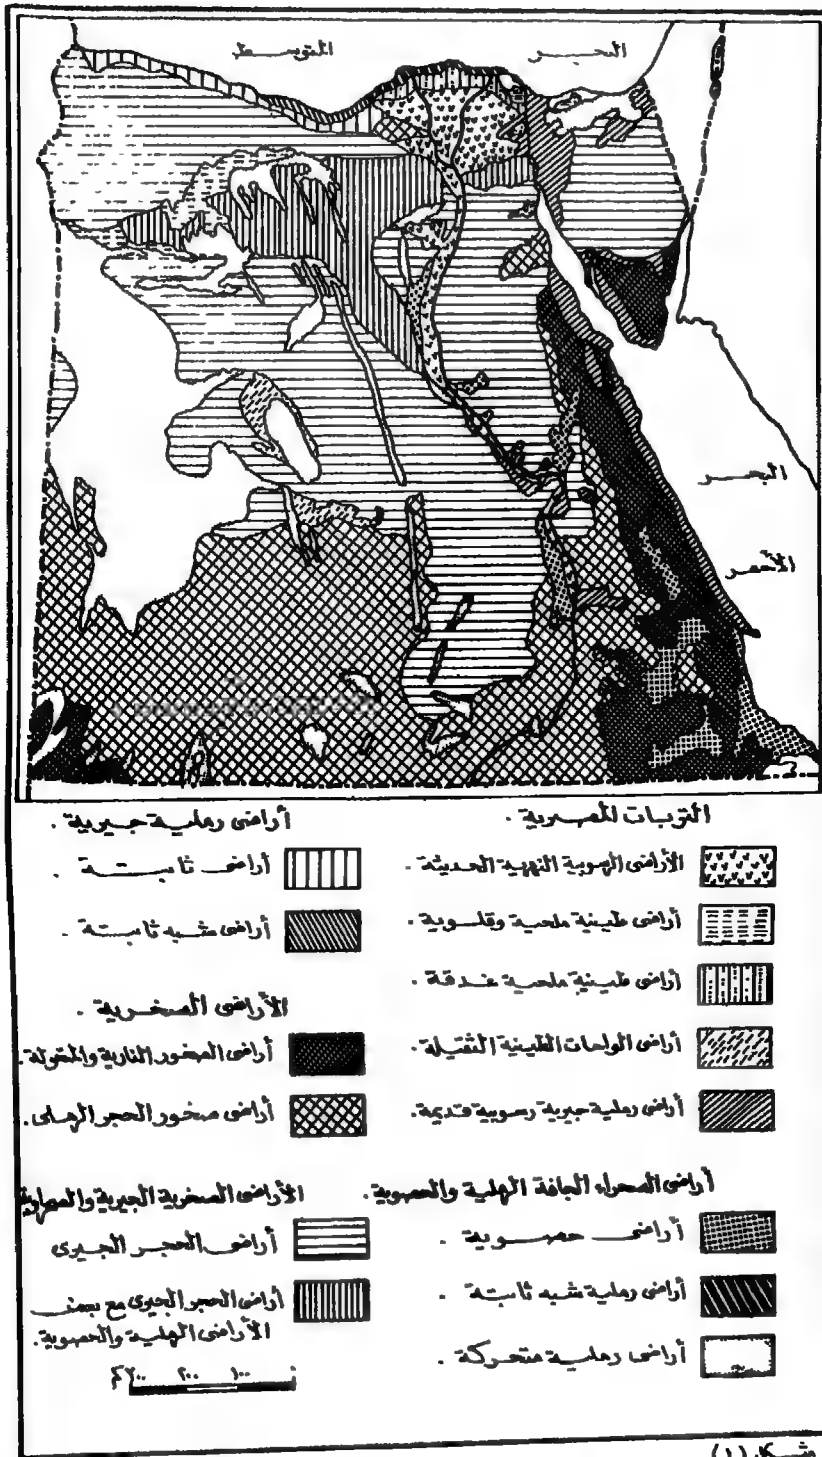 البحر المتوسط
البحر
الأحمر
التربات المصرية .
الأراضى الرسوبية النهرية الحديثة .
أراضى طينية ملحية وقلوية .
أراضى طينية ملحية غدقة .
أراضى الواحات الطينية الثقيلة .
أراضى رملية جيرية رسوبية قديمة .
أراضى الصحراء الجافة الرملية والحصوية .
أراضى حصوية .
أراضى رملية شبه ثابتة .
أراضى رملية متحركة .
أراضى رملية جيرية .
أراضى ثابتة .
أراضى شبه ثابتة .
الأراضى الصخرية .
أراضى الصخور النارية والمتحولة .
أراضى صخور الحجر الرملى .
الأراضى الصخرية الجيرية والصحراوية
أراضى الحجر الجيرى
أراضى الحجر الجيرى مع بعض
الأراضى الرملية والحصوية .
٠ ١٠٠ ٢٠٠ ٣٠٠ كم
شكل (١)